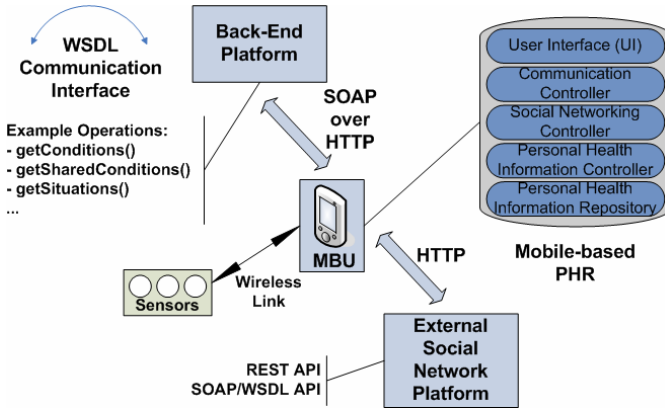 WSDL
Communication
Interface
Back-End
Platform
Example Operations:
- getConditions()
- getSharedConditions()
- getSituations()
...
SOAP
over
HTTP
User Interface (UI)
Communication
Controller
Social Networking
Controller
Personal Health
Information Controller
Personal Health
Information Repository
Mobile-based
PHR
MBU
HTTP
Wireless
Link
Sensors
External
Social
Network
Platform
REST API
SOAP/WSDL API